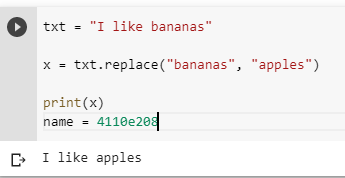 txt = "I like bananas"
x = txt.replace("bananas", "apples")
print(x)
name = 4110e208
I like apples